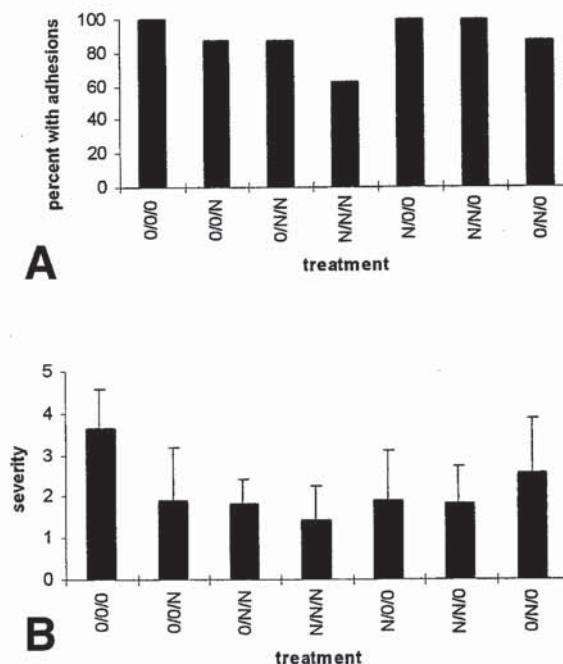 percent with adhesions
100
80
60
40
20
0
0/0/0
0/0/N
0/N/N
N/N/N
N/0/0
N/N/0
0/N/0
treatment
A
severity
5
4
3
2
1
0
0/0/0
0/0/N
0/N/N
N/N/N
N/0/0
N/N/0
0/N/0
treatment
B